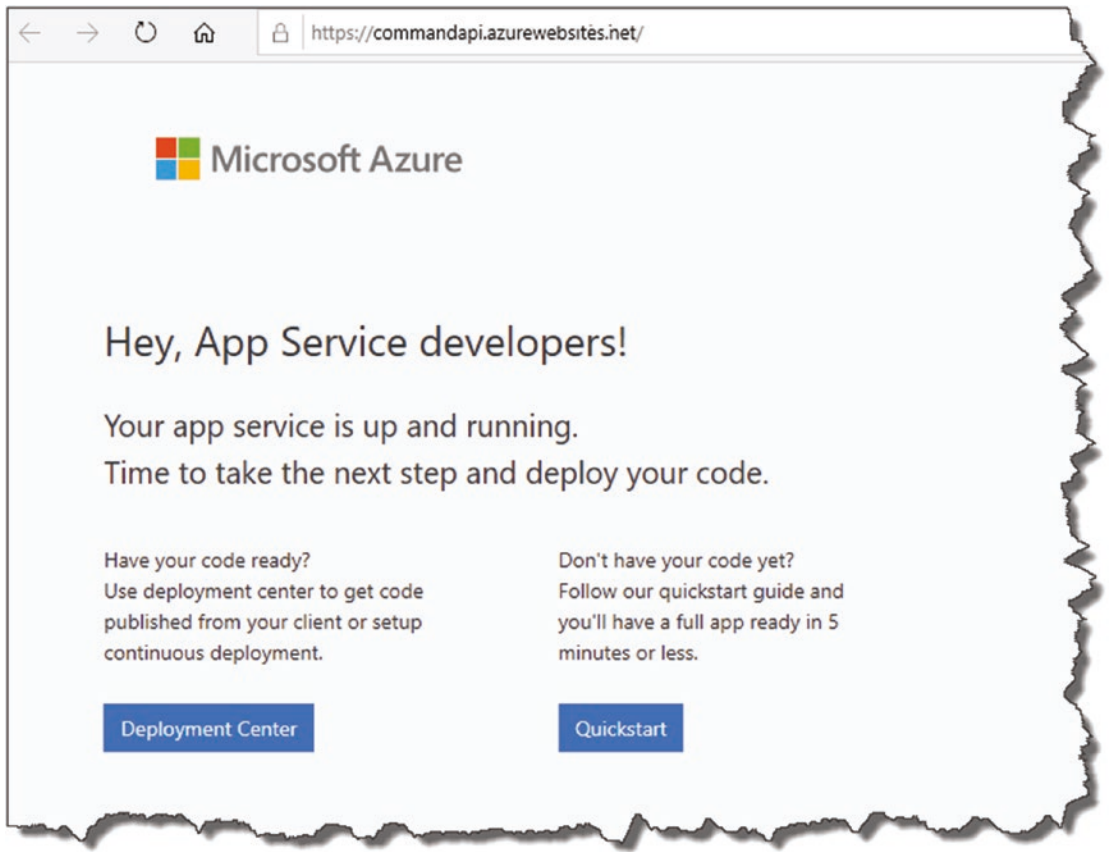 https://commandapi.azurewebsites.net/
Microsoft Azure
Hey, App Service developers!
Your app service is up and running.
Time to take the next step and deploy your code.
Have your code ready?
Use deployment center to get code
published from your client or setup
continuous deployment.
Deployment Center
Don't have your code yet?
Follow our quickstart guide and
you'll have a full app ready in 5
minutes or less.
Quickstart